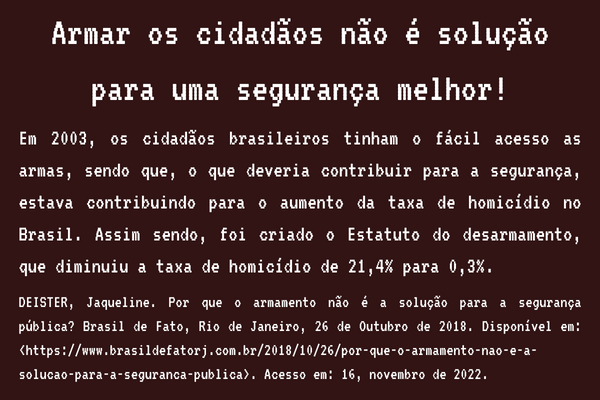 Armar os cidadãos não é solução
para uma segurança melhor!
Em 2003, os cidadãos brasileiros tinham o fácil acesso as
armas, sendo que, o que deveria contribuir para a segurança,
estava contribuindo para o aumento da taxa de homicídio no
Brasil. Assim sendo, foi criado o Estatuto do desarmamento,
que diminuiu a taxa de homicídio de 21,4% para 0,3%.
DEISTER, Jaqueline. Por que o armamento não é a solução para a segurança
pública? Brasil de Fato, Rio de Janeiro, 26 de Outubro de 2018. Disponível em:
<https://www.brasildefatorj.com.br/2018/10/26/por-que-o-armamento-nao-e-a-
solucao-para-a-seguranca-publica>. Acesso em: 16, novembro de 2022.